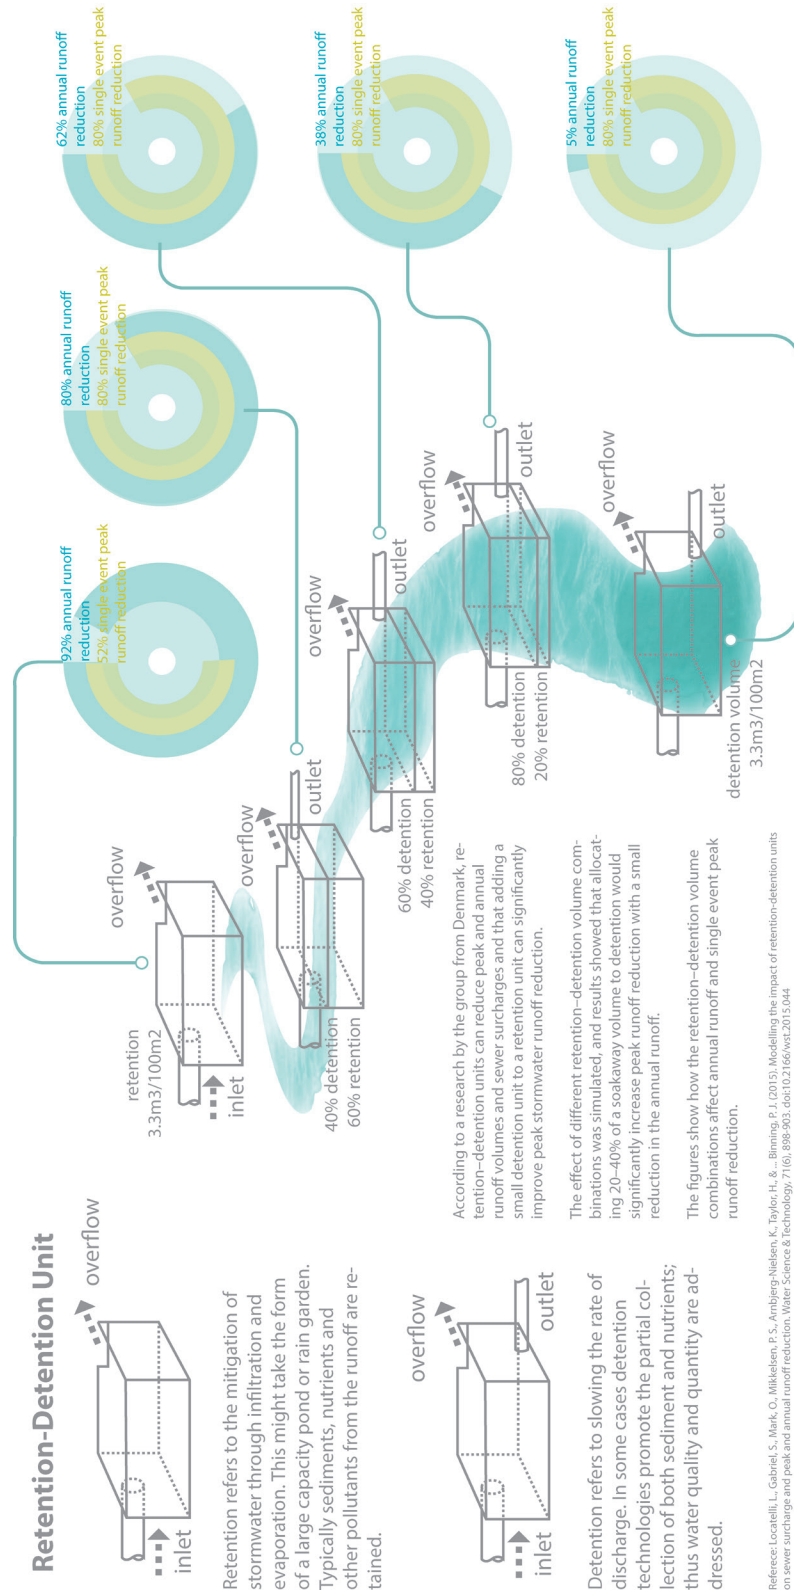 Retention-Detention Unit
overflow
inlet
Retention refers to the mitigation of
stormwater through infiltration and
evaporation. This might take the form
of a large capacity pond or rain garden.
Typically sediments, nutrients and
other pollutants from the runoff are re-
tained.
overflow
inlet
outlet
Detention refers to slowing the rate of
discharge. In some cases detention
technologies promote the partial col-
lection of both sediment and nutrients;
thus water quality and quantity are ad-
dressed.
retention
3.3m3/100m2
inlet
overflow
92% annual runoff
reduction
52% single event peak
runoff reduction
40% detention
60% retention
overflow
outlet
80% annual runoff
reduction
80% single event peak
runoff reduction
60% detention
40% retention
overflow
outlet
62% annual runoff
reduction
80% single event peak
runoff reduction
80% detention
20% retention
overflow
outlet
38% annual runoff
reduction
80% single event peak
runoff reduction
detention volume
3.3m3/100m2
overflow
outlet
5% annual runoff
reduction
80% single event peak
runoff reduction
According to a research by the group from Denmark, re-
tention–detention units can reduce peak and annual
runoff volumes and sewer surcharges and that adding a
small detention unit to a retention unit can significantly
improve peak stormwater runoff reduction.
The effect of different retention–detention volume com-
binations was simulated, and results showed that allocat-
ing 20–40% of a soakaway volume to detention would
significantly increase peak runoff reduction with a small
reduction in the annual runoff.
The figures show how the retention–detention volume
combinations affect annual runoff and single event peak
runoff reduction.
Referece: Locatelli, L., Gabriel, S., Mark, O., Mikkelsen, P. S., Arnbjerg-Nielsen, K., Taylor, H., & ... Binning, P. J. (2015). Modelling the impact of retention-detention units
on sewer surcharge and peak and annual runoff reduction. Water Science & Technology, 71(6), 898-903. doi:10.2166/wst.2015.044